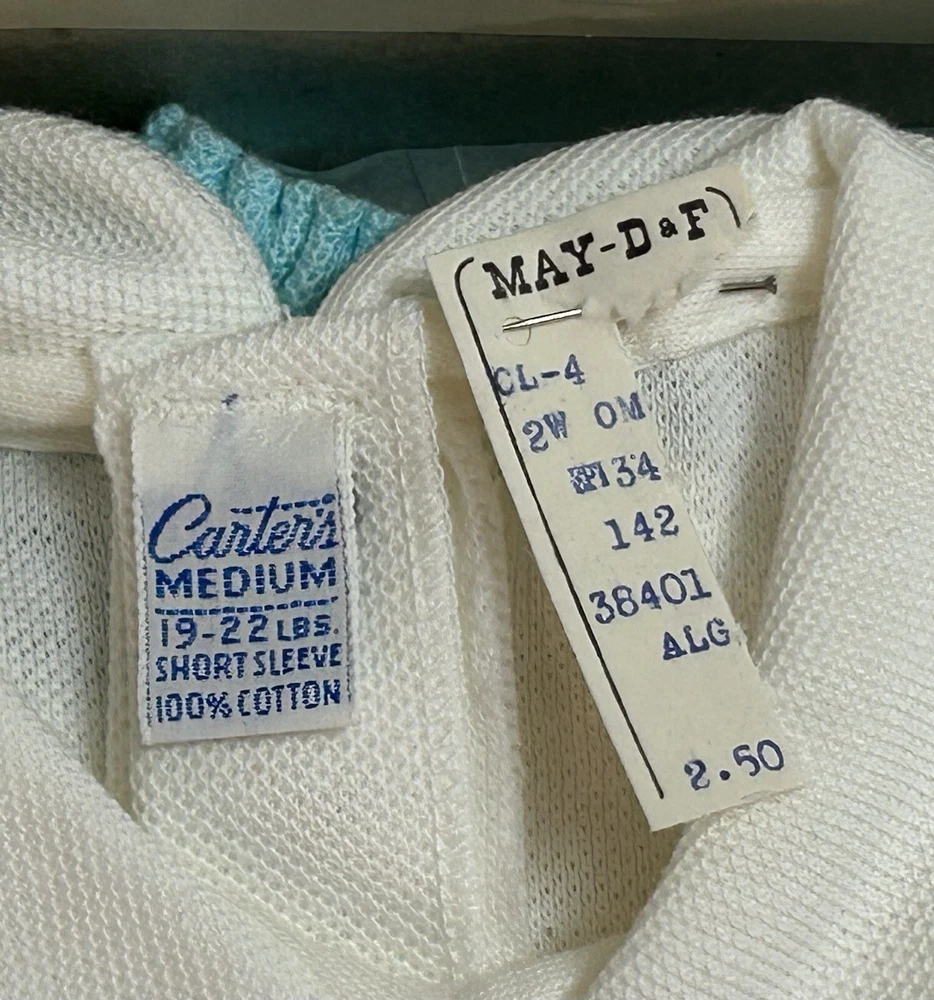 Carter's
MEDIUM
19-22 LBS.
SHORT SLEEVE
100% COTTON
MAY-D&F
CL-4
2W OM
134
142
38401
ALG
2.50